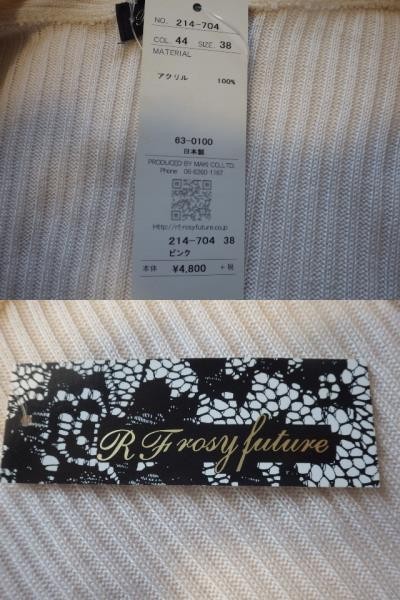 NO. 214-704
COL. 44 SIZE. 38
MATERIAL
アクリル 100%
63-0100
日本製
PRODUCED BY MAKI CO.,LTD.
Phone 06-6260-1167
Http://rf-rosyfuture.co.jp
214-704 38
ピンク
本体 ¥4,800 +税
R F rosy future